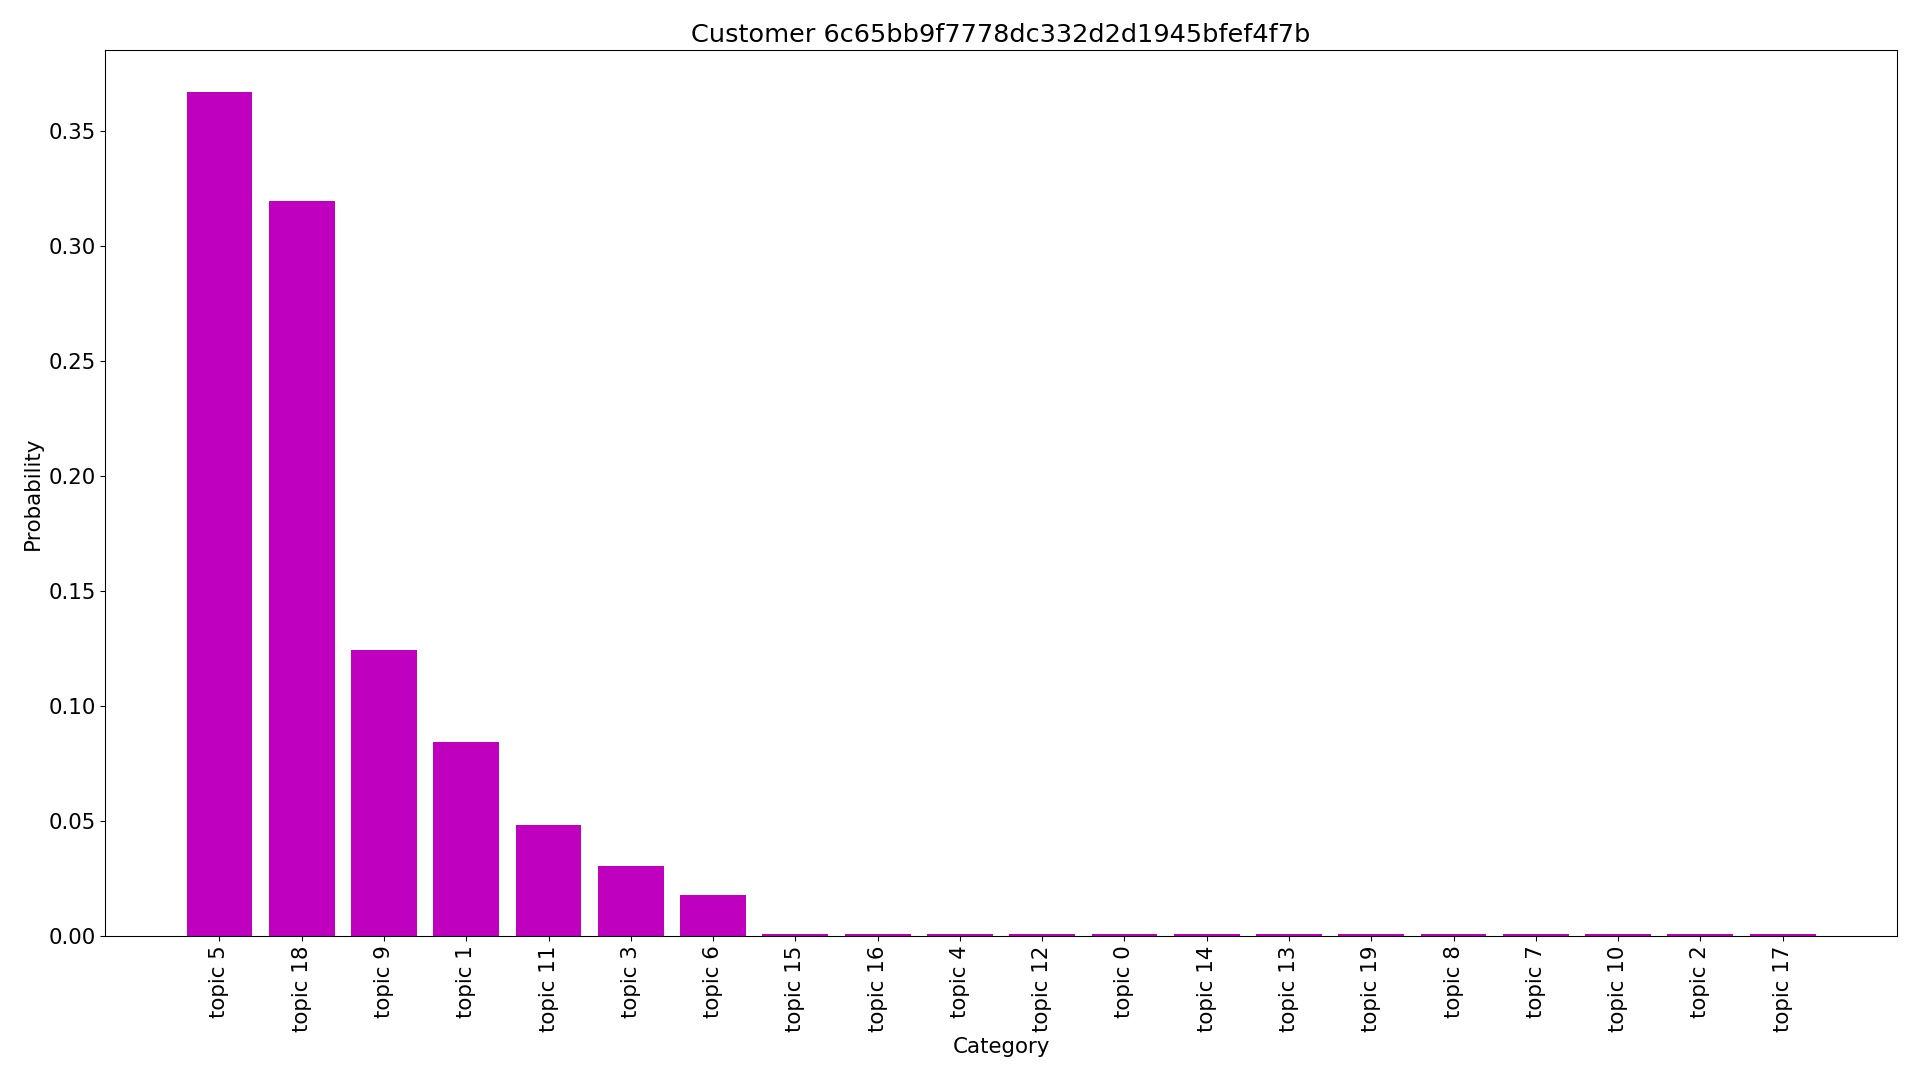 Customer 6c65bb9f7778dc332d2d1945bfef4f7b
Probability
0.35
0.30
0.25
0.20
0.15
0.10
0.05
0.00
topic 5
topic 18
topic 9
topic 1
topic 11
topic 3
topic 6
topic 15
topic 16
topic 4
topic 12
topic 0
topic 14
topic 13
topic 19
topic 8
topic 7
topic 10
topic 2
topic 17
Category